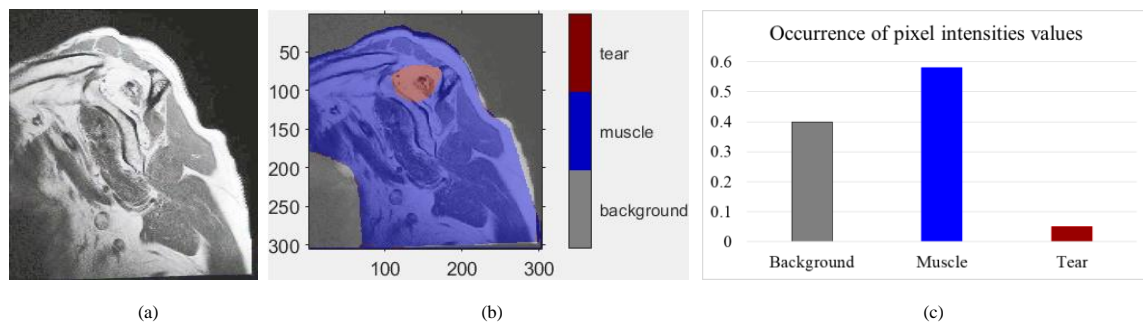 50
100
150
200
250
300
100
200
300
tear
muscle
background
Occurrence of pixel intensities values
0.6
0.5
0.4
0.3
0.2
0.1
0
Background
Muscle
Tear
(a)
(b)
(c)